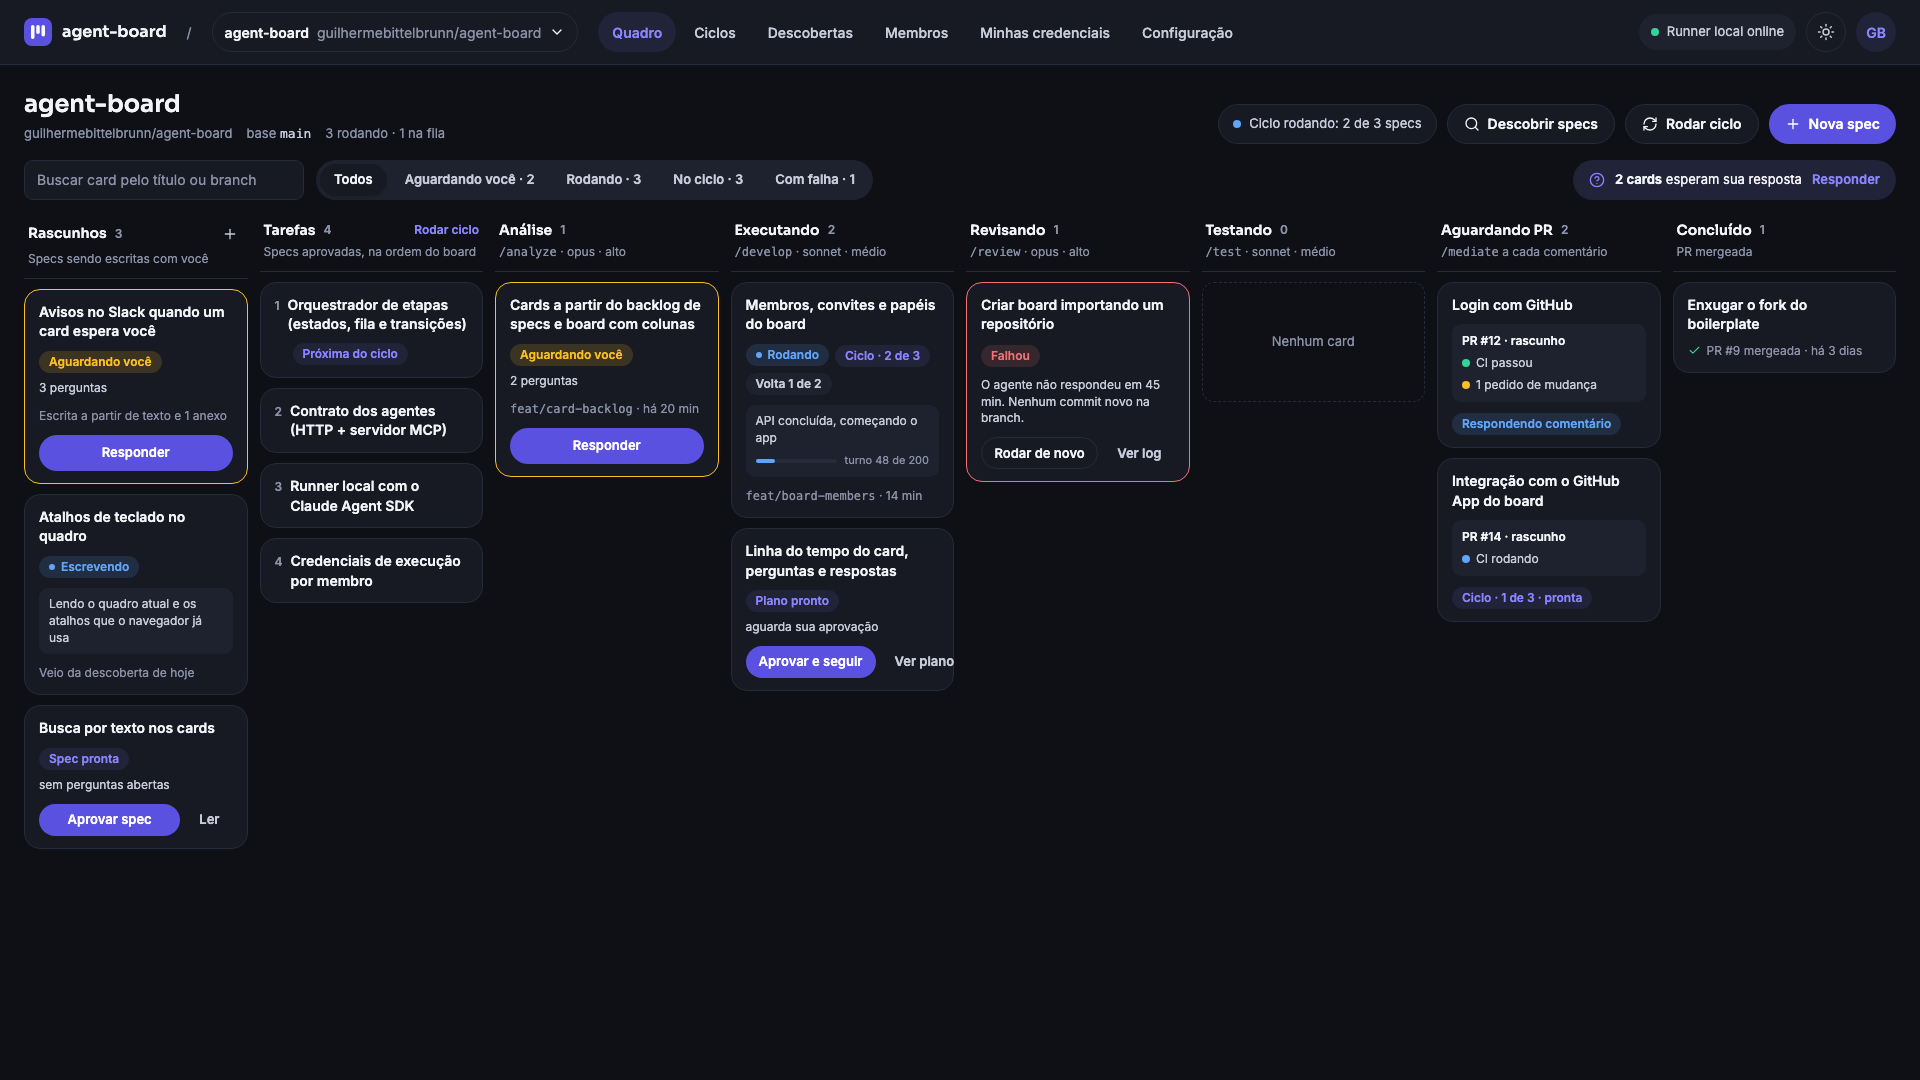 agent-board
/
agent-board guilhermebittelbrunn/agent-board
Quadro
Ciclos
Descobertas
Membros
Minhas credenciais
Configuração
Runner local online
GB
agent-board
guilhermebittelbrunn/agent-board base main 3 rodando · 1 na fila
Ciclo rodando: 2 de 3 specs
Descobrir specs
Rodar ciclo
Nova spec
Buscar card pelo título ou branch
Todos
Aguardando você · 2
Rodando · 3
No ciclo · 3
Com falha · 1
2 cards esperam sua resposta Responder
Rascunhos 3
Specs sendo escritas com você
Avisos no Slack quando um
card espera você
Aguardando você
3 perguntas
Escrita a partir de texto e 1 anexo
Responder
Atalhos de teclado no
quadro
Escrevendo
Lendo o quadro atual e os
atalhos que o navegador já
usa
Veio da descoberta de hoje
Busca por texto nos cards
Spec pronta
sem perguntas abertas
Aprovar spec
Ler
Tarefas 4
Rodar ciclo
Specs aprovadas, na ordem do board
1 Orquestrador de etapas
(estados, fila e transições)
Próxima do ciclo
2 Contrato dos agentes
(HTTP + servidor MCP)
3 Runner local com o
Claude Agent SDK
4 Credenciais de execução
por membro
Análise 1
/analyze · opus · alto
Cards a partir do backlog de
specs e board com colunas
Aguardando você
2 perguntas
feat/card-backlog · há 20 min
Responder
Executando 2
/develop · sonnet · médio
Membros, convites e papéis
do board
Rodando
Ciclo · 2 de 3
Volta 1 de 2
API concluída, começando o
app
turno 48 de 200
feat/board-members · 14 min
Linha do tempo do card,
perguntas e respostas
Plano pronto
aguarda sua aprovação
Aprovar e seguir
Ver plano
Revisando 1
/review · opus · alto
Criar board importando um
repositório
Falhou
O agente não respondeu em 45
min. Nenhum commit novo na
branch.
Rodar de novo
Ver log
Testando 0
/test · sonnet · médio
Nenhum card
Aguardando PR 2
/mediate a cada comentário
Login com GitHub
PR #12 · rascunho
CI passou
1 pedido de mudança
Respondendo comentário
Integração com o GitHub
App do board
PR #14 · rascunho
CI rodando
Ciclo · 1 de 3 · pronta
Concluído 1
PR mergeada
Enxugar o fork do
boilerplate
PR #9 mergeada · há 3 dias